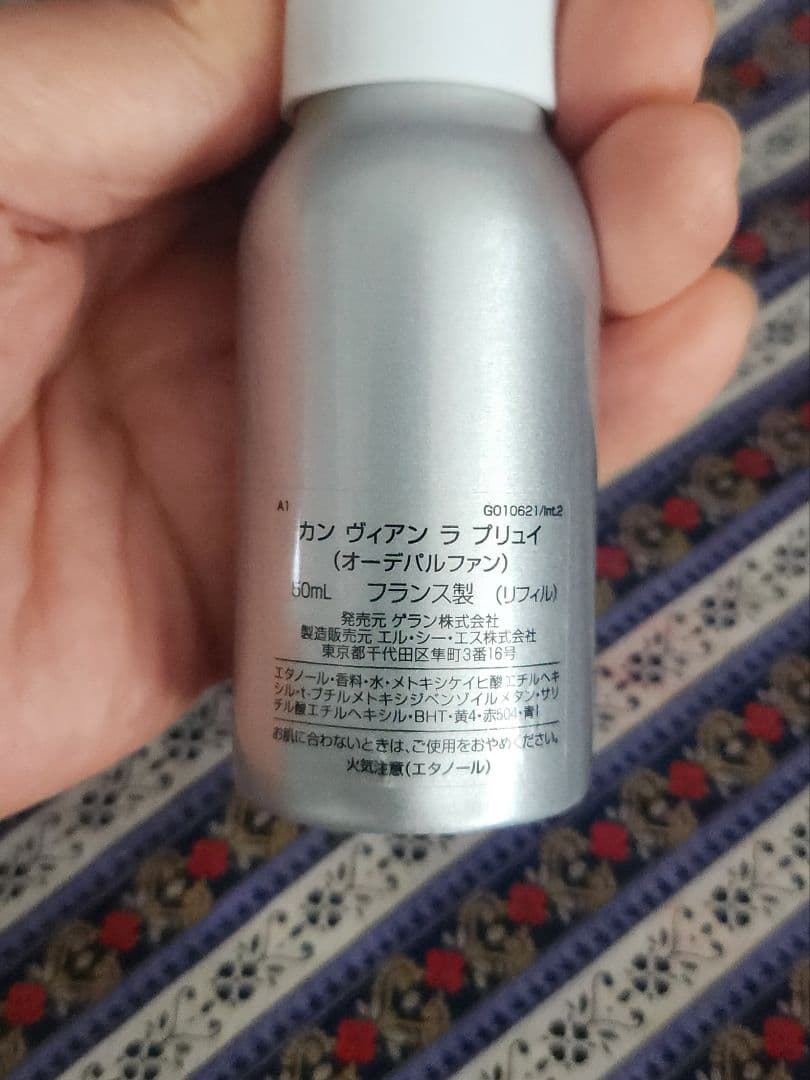 A1
G010621/Int.2
カン ヴィアン ラ プリュイ
(オーデパルファン)
50mL フランス製 (リフィル)
発売元 ゲラン株式会社
製造販売元 エル・シー・エス株式会社
東京都千代田区隼町3番16号
エタノール・香料・水・メトキシケイヒ酸エチルヘキ
シル・t-ブチルメトキシジベンゾイルメタン・サリ
チル酸エチルヘキシル・BHT・黄4・赤504・青1
お肌に合わないときは、ご使用をおやめください。
火気注意(エタノール)